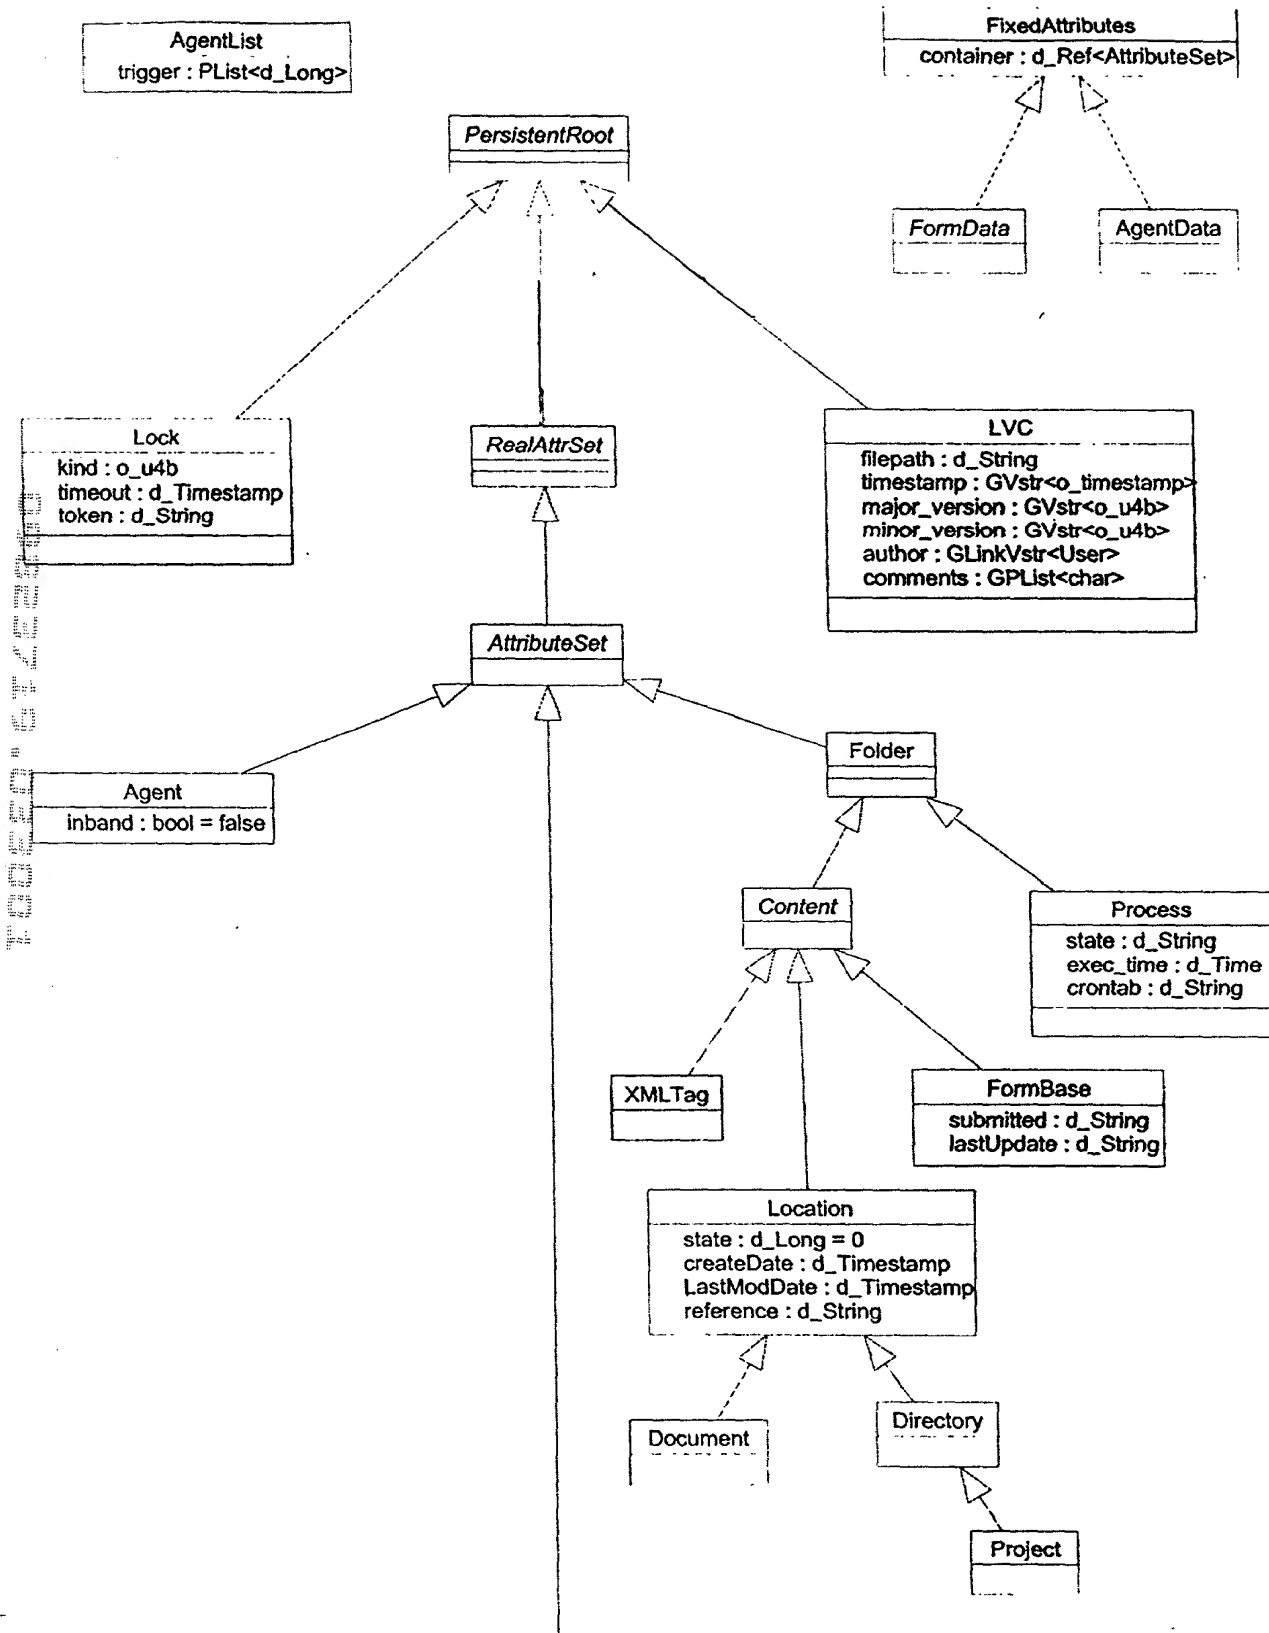 AgentList
trigger : PList<d_Long>
FixedAttributes
container : d_Ref<AttributeSet>
PersistentRoot
FormData
AgentData
Lock
kind : o_u4b
timeout : d_Timestamp
token : d_String
RealAttrSet
LVC
filepath : d_String
timestamp : GVstr<o_timestamp>
major_version : GVstr<o_u4b>
minor_version : GVstr<o_u4b>
author : GLinkVstr<User>
comments : GPList<char>
AttributeSet
Folder
Agent
inband : bool = false
Content
Process
state : d_String
exec_time : d_Time
crontab : d_String
XMLTag
FormBase
submitted : d_String
lastUpdate : d_String
Location
state : d_Long = 0
createDate : d_Timestamp
LastModDate : d_Timestamp
reference : d_String
Document
Directory
Project